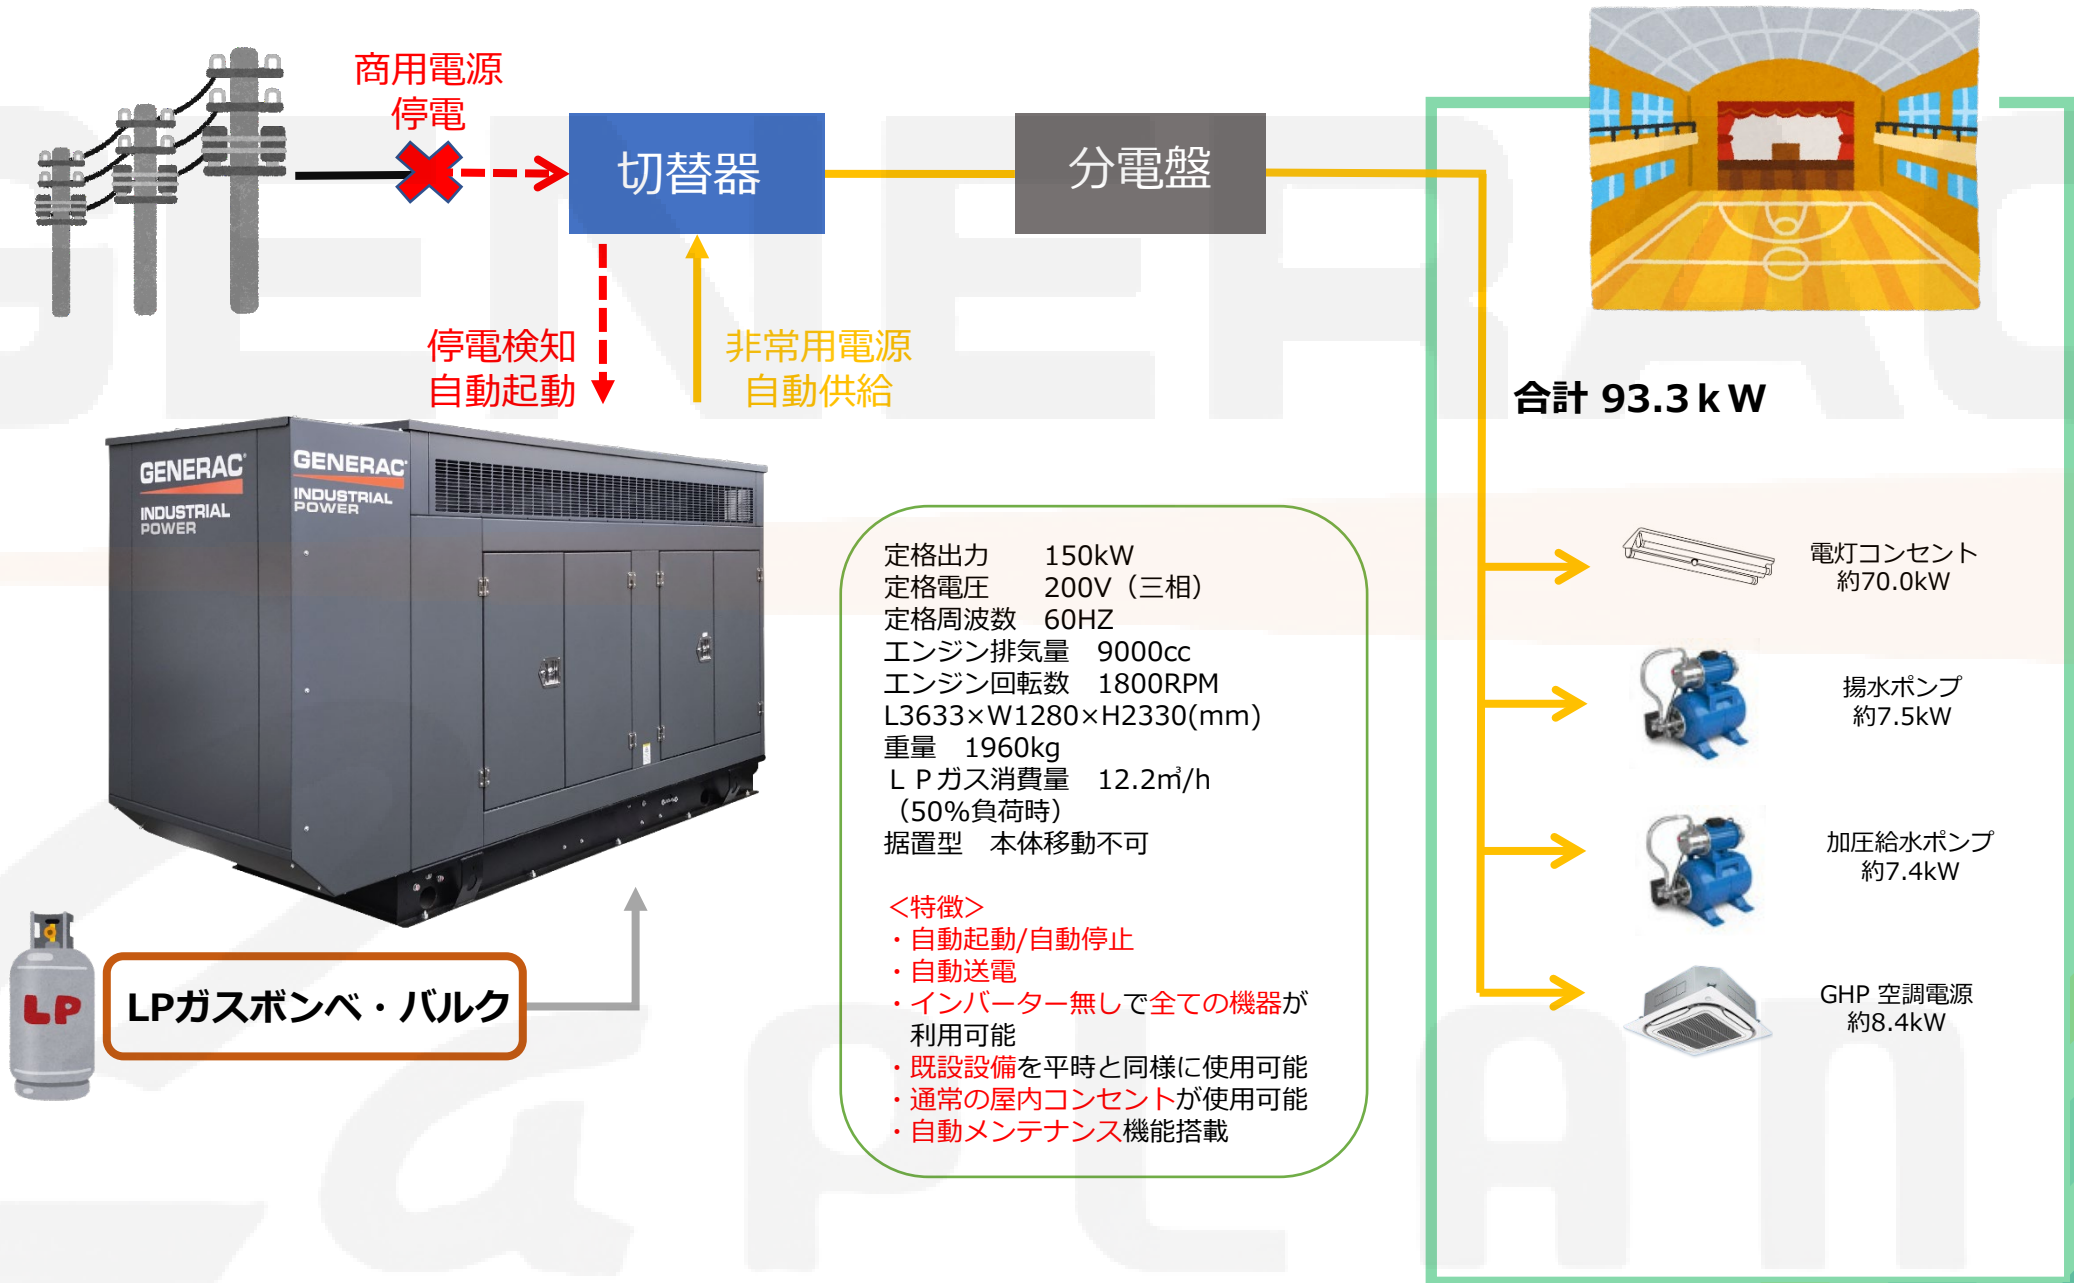 商用電源
停電
切替器
分電盤
停電検知
自動起動
非常用電源
自動供給
合計 93.3ｋW
GENERAC
INDUSTRIAL
POWER
GENERAC
INDUSTRIAL
POWER
定格出力　　150kW
定格電圧　　200V（三相）
定格周波数　60HZ
エンジン排気量　9000cc
エンジン回転数　1800RPM
L3633×W1280×H2330(mm)
重量　1960kg
ＬＰガス消費量　12.2㎥/h
（50%負荷時）
据置型　本体移動不可
＜特徴＞
・自動起動/自動停止
・自動送電
・インバーター無しで全ての機器が
利用可能
・既設設備を平時と同様に使用可能
・通常の屋内コンセントが使用可能
・自動メンテナンス機能搭載
電灯コンセント
約70.0kW
揚水ポンプ
約7.5kW
加圧給水ポンプ
約7.4kW
GHP 空調電源
約8.4kW
LP
LPガスボンベ・バルク
GENERAC
ZaPLAn